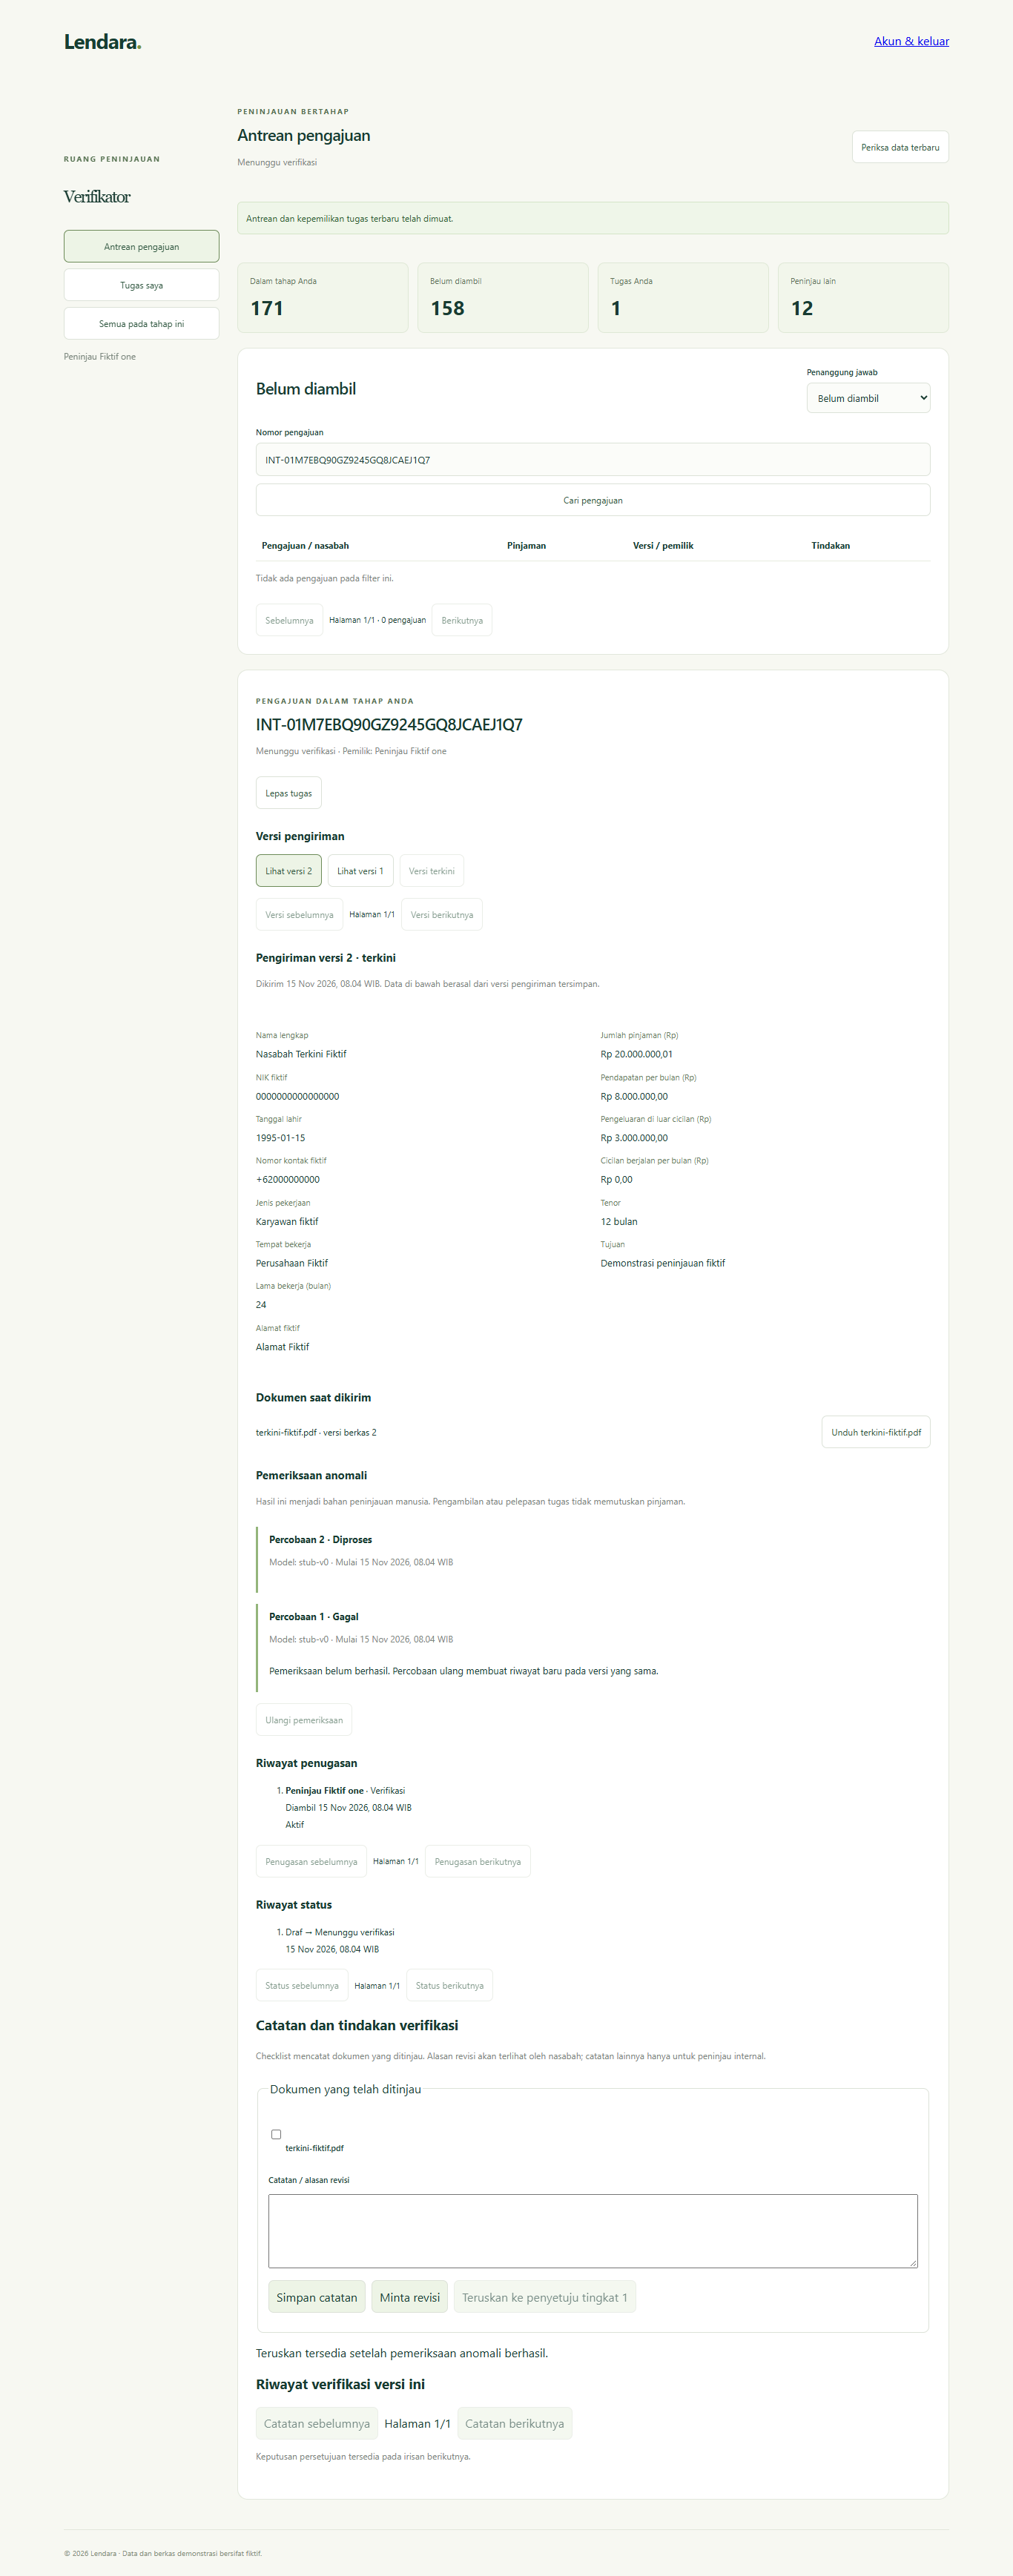 Lendara.
Akun & keluar
RUANG PENINJAUAN
Verifikator
Antrean pengajuan
Tugas saya
Semua pada tahap ini
Peninjau Fiktif one
PENINJAUAN BERTAHAP
Antrean pengajuan
Menunggu verifikasi
Periksa data terbaru
Antrean dan kepemilikan tugas terbaru telah dimuat.
Dalam tahap Anda
171
Belum diambil
158
Tugas Anda
1
Peninjau lain
12
Belum diambil
Penanggung jawab
Belum diambil
Nomor pengajuan
INT-01M7EBQ90GZ9245GQ8JCAEJ1Q7
Cari pengajuan
Pengajuan / nasabah Pinjaman Versi / pemilik Tindakan
Tidak ada pengajuan pada filter ini.
Sebelumnya Halaman 1/1 · 0 pengajuan Berikutnya
PENGAJUAN DALAM TAHAP ANDA
INT-01M7EBQ90GZ9245GQ8JCAEJ1Q7
Menunggu verifikasi · Pemilik: Peninjau Fiktif one
Lepas tugas
Versi pengiriman
Lihat versi 2 Lihat versi 1 Versi terkini
Versi sebelumnya Halaman 1/1 Versi berikutnya
Pengiriman versi 2 · terkini
Dikirim 15 Nov 2026, 08.04 WIB. Data di bawah berasal dari versi pengiriman tersimpan.
Nama lengkap
Nasabah Terkini Fiktif
NIK fiktif
0000000000000000
Tanggal lahir
1995-01-15
Nomor kontak fiktif
+62000000000
Jenis pekerjaan
Karyawan fiktif
Tempat bekerja
Perusahaan Fiktif
Lama bekerja (bulan)
24
Alamat fiktif
Alamat Fiktif
Jumlah pinjaman (Rp)
Rp 20.000.000,01
Pendapatan per bulan (Rp)
Rp 8.000.000,00
Pengeluaran di luar cicilan (Rp)
Rp 3.000.000,00
Cicilan berjalan per bulan (Rp)
Rp 0,00
Tenor
12 bulan
Tujuan
Demonstrasi peninjauan fiktif
Dokumen saat dikirim
terkini-fiktif.pdf · versi berkas 2
Unduh terkini-fiktif.pdf
Pemeriksaan anomali
Hasil ini menjadi bahan peninjauan manusia. Pengambilan atau pelepasan tugas tidak memutuskan pinjaman.
Percobaan 2 · Diproses
Model: stub-v0 · Mulai 15 Nov 2026, 08.04 WIB
Percobaan 1 · Gagal
Model: stub-v0 · Mulai 15 Nov 2026, 08.04 WIB
Pemeriksaan belum berhasil. Percobaan ulang membuat riwayat baru pada versi yang sama.
Ulangi pemeriksaan
Riwayat penugasan
1. Peninjau Fiktif one · Verifikasi
Diambil 15 Nov 2026, 08.04 WIB
Aktif
Penugasan sebelumnya Halaman 1/1 Penugasan berikutnya
Riwayat status
1. Draf → Menunggu verifikasi
15 Nov 2026, 08.04 WIB
Status sebelumnya Halaman 1/1 Status berikutnya
Catatan dan tindakan verifikasi
Checklist mencatat dokumen yang ditinjau. Alasan revisi akan terlihat oleh nasabah; catatan lainnya hanya untuk peninjau internal.
Dokumen yang telah ditinjau
terkini-fiktif.pdf
Catatan / alasan revisi
Simpan catatan Minta revisi Teruskan ke penyetuju tingkat 1
Teruskan tersedia setelah pemeriksaan anomali berhasil.
Riwayat verifikasi versi ini
Catatan sebelumnya Halaman 1/1 Catatan berikutnya
Keputusan persetujuan tersedia pada irisan berikutnya.
© 2026 Lendara · Data dan berkas demonstrasi bersifat fiktif.